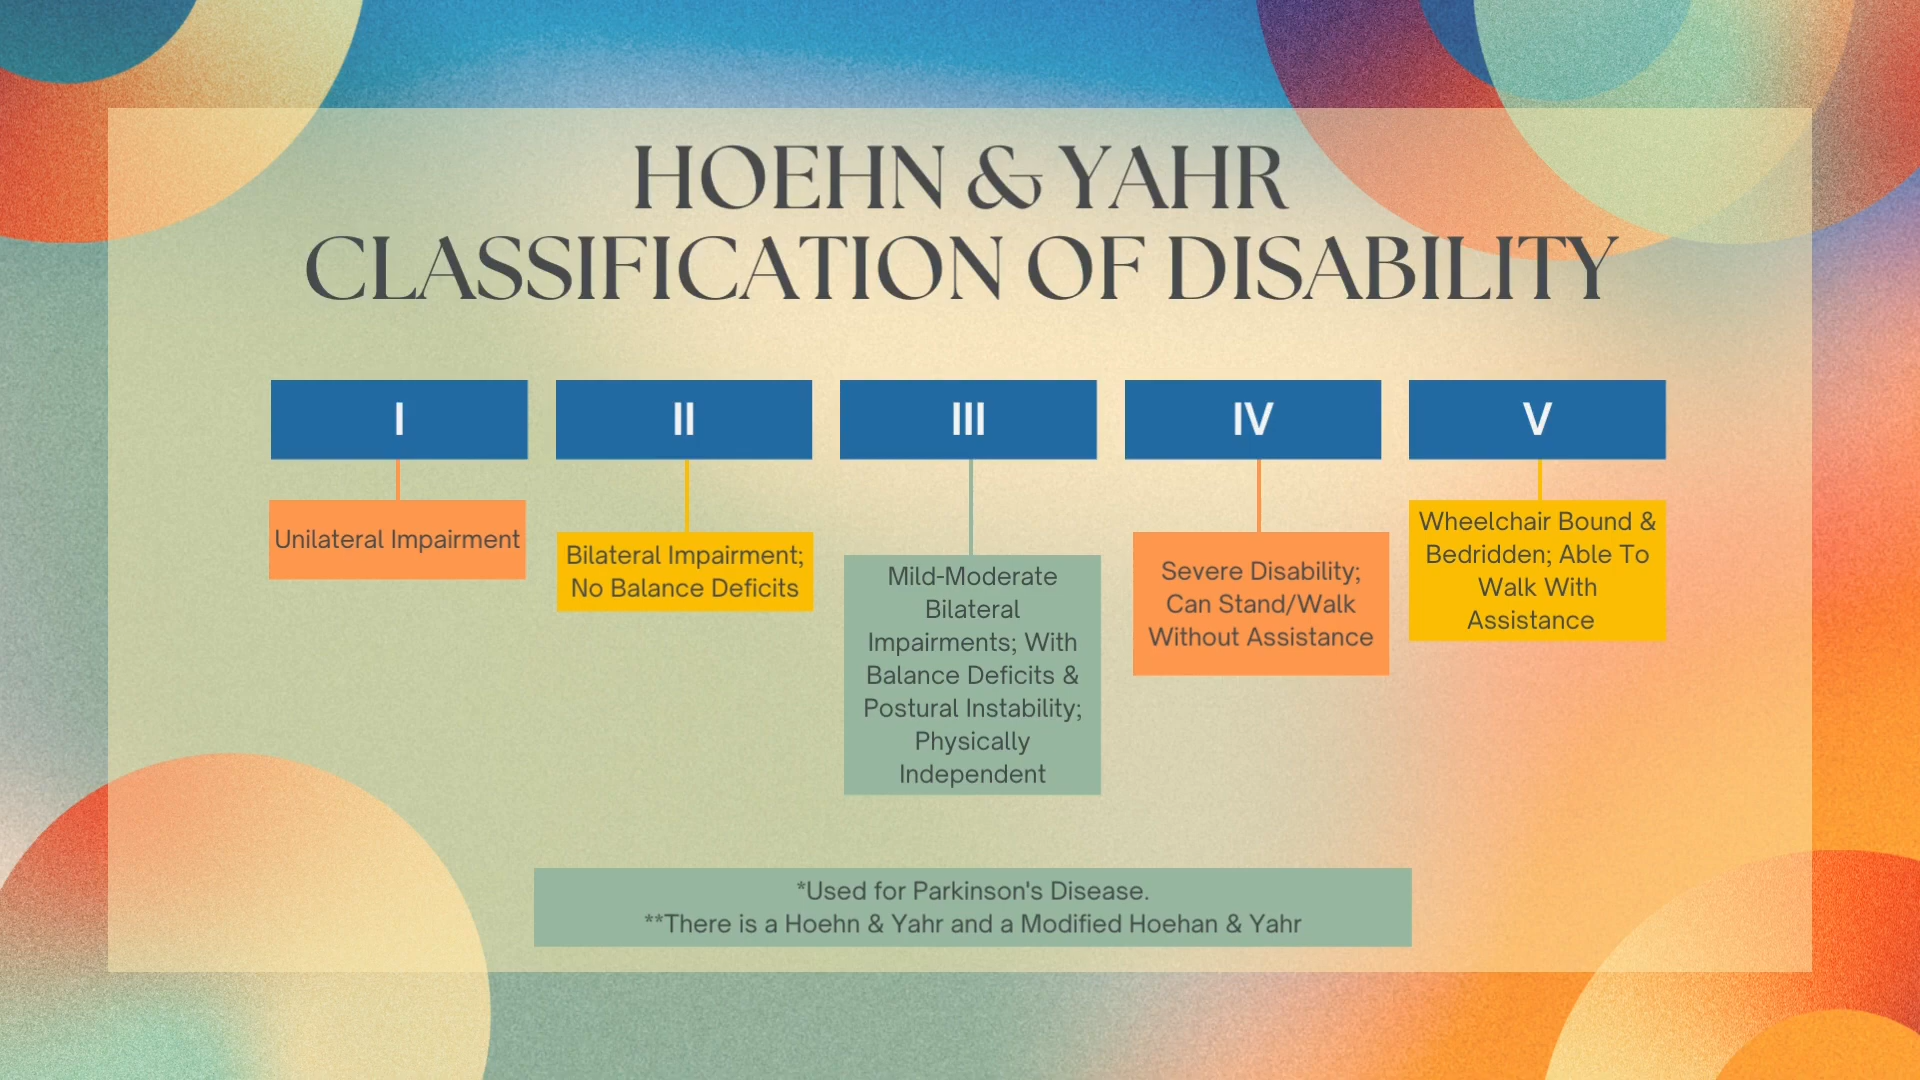 HOEHN & YAHR
CLASSIFICATION OF DISABILITY
I
II
III
IV
V
Unilateral Impairment
Bilateral Impairment;
No Balance Deficits
Mild-Moderate
Bilateral
Impairments; With
Balance Deficits &
Postural Instability;
Physically
Independent
Severe Disability;
Can Stand/Walk
Without Assistance
Wheelchair Bound &
Bedridden; Able To
Walk With
Assistance
*Used for Parkinson's Disease.
**There is a Hoehn & Yahr and a Modified Hoehan & Yahr